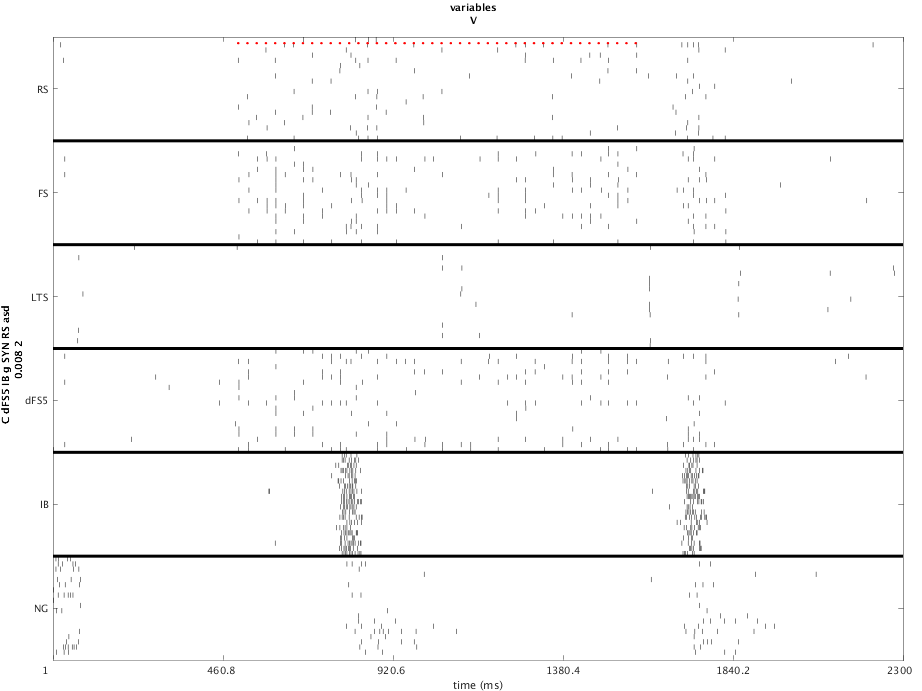 variables
V
RS
FS
LTS
dFS5
IB
NG
C dFS5 IB g SYN RS asd
0.008 2
1
460.8
920.6
1380.4
1840.2
2300
time (ms)